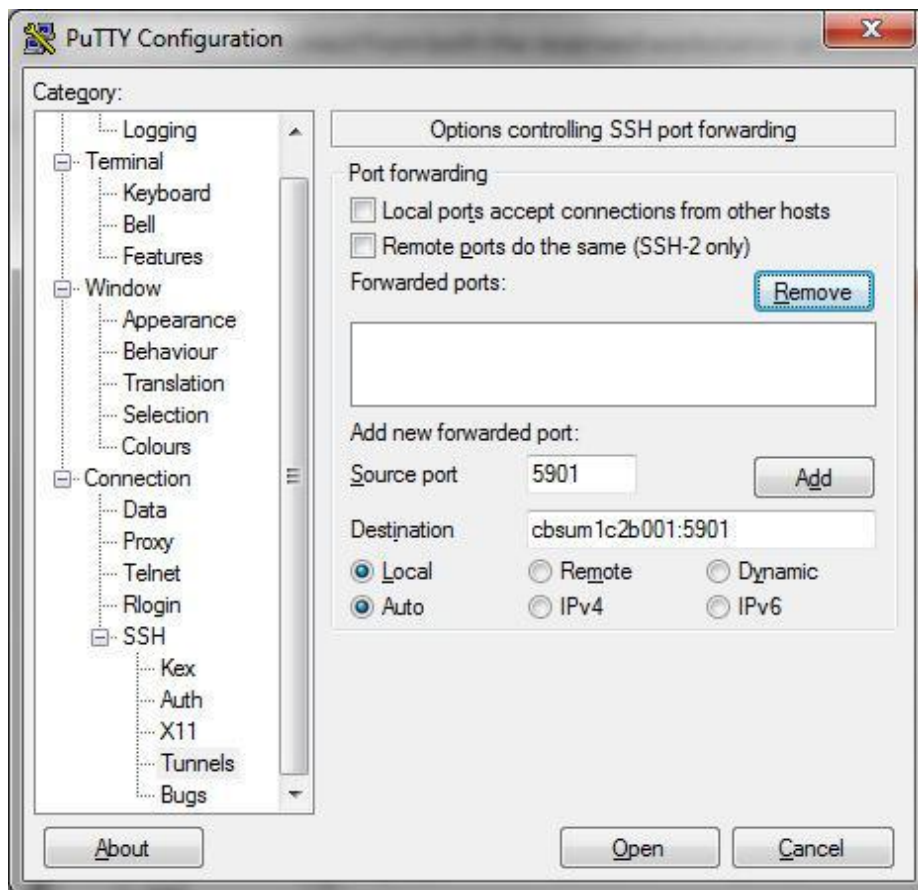 PuTTY Configuration
Category:
Logging
Terminal
Keyboard
Bell
Features
Window
Appearance
Behaviour
Translation
Selection
Colours
Connection
Data
Proxy
Telnet
Rlogin
SSH
Kex
Auth
X11
Tunnels
Bugs
Options controlling SSH port forwarding
Port forwarding
Local ports accept connections from other hosts
Remote ports do the same (SSH-2 only)
Forwarded ports:
Remove
Add new forwarded port:
Source port 5901 Add
Destination cbsum1c2b001:5901
Local Remote Dynamic
Auto IPv4 IPv6
About Open Cancel